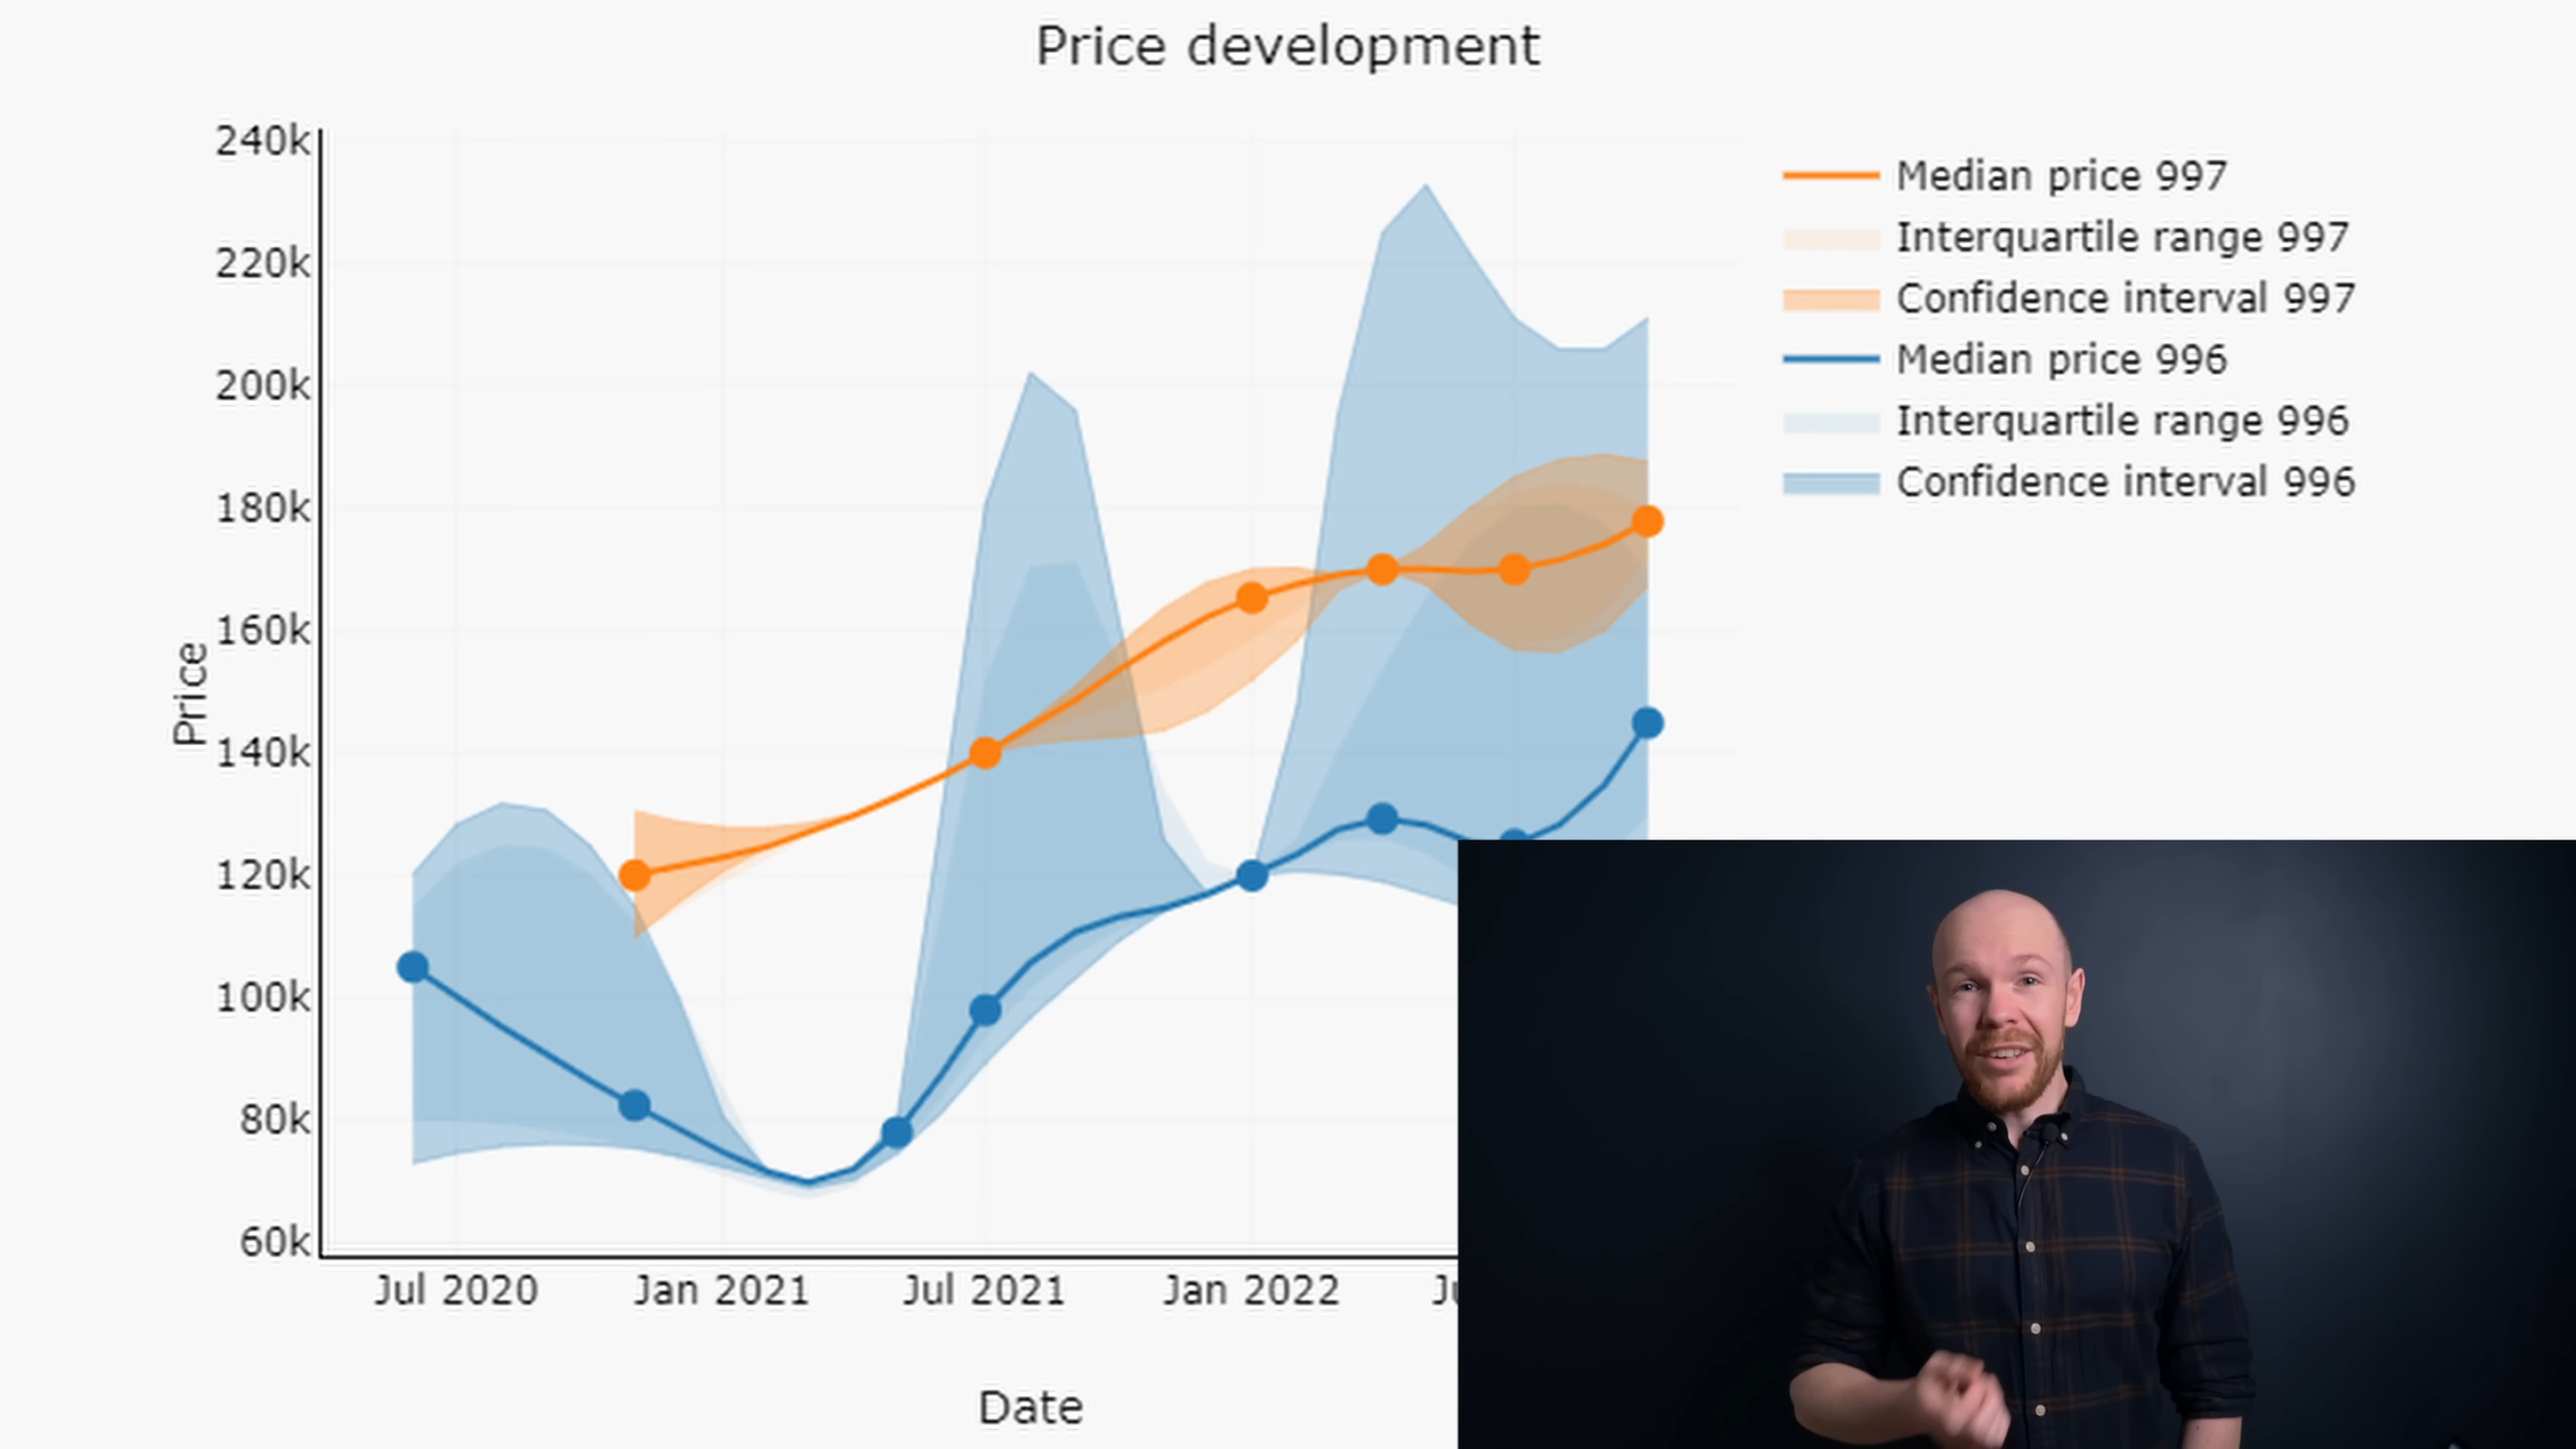 Price development
240k
220k
200k
180k
160k
140k
120k
100k
80k
60k
Price
Jul 2020
Jan 2021
Jul 2021
Jan 2022
Date
Median price 997
Interquartile range 997
Confidence interval 997
Median price 996
Interquartile range 996
Confidence interval 996